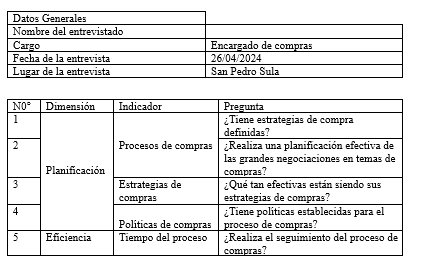 Datos Generales
Nombre del entrevistado
Cargo Encargado de compras
Fecha de la entrevista 26/04/2024
Lugar de la entrevista San Pedro Sula
N0° Dimensión Indicador Pregunta
1 ¿Tiene estrategias de compra
definidas?
Procesos de compras
2 ¿Realiza una planificación efectiva de
las grandes negociaciones en temas de
compras?
Planificación
3 Estrategias de ¿Qué tan efectivas están siendo sus
compras estrategias de compras?
4 ¿Tiene políticas establecidas para el
Políticas de compras proceso de compras?
5 Eficiencia Tiempo del proceso ¿Realiza el seguimiento del proceso de
compras?